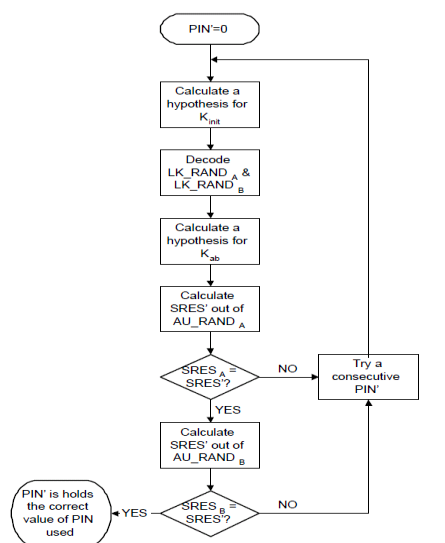 PIN'=0
Calculate a
hypothesis for
K init
Decode
LK_RAND A &
LK_RAND B
Calculate a
hypothesis for
K ab
Calculate
SRES' out of
AU_RAND A
SRES A =
SRES'?
NO
Try a
consecutive
PIN'
YES
Calculate
SRES' out of
AU_RAND B
SRES B =
SRES'?
NO
YES
PIN' is holds
the correct
value of PIN
used